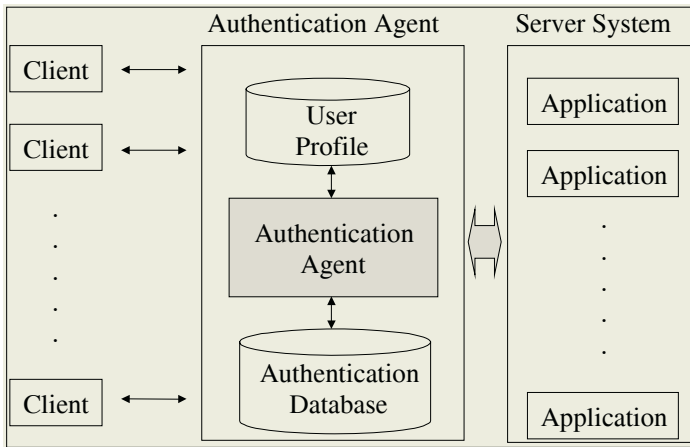 Authentication Agent
Server System
Client
Client
.
.
.
.
.
Client
User
Profile
Authentication
Agent
Authentication
Database
Application
Application
.
.
.
.
.
Application